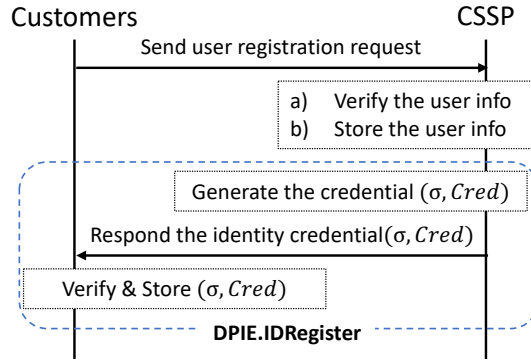 Customers CSSP
Send user registration request
a) Verify the user info
b) Store the user info
Generate the credential (σ, Cred)
Respond the identity credential(σ, Cred)
Verify & Store (σ, Cred)
DPIE.IDRegister